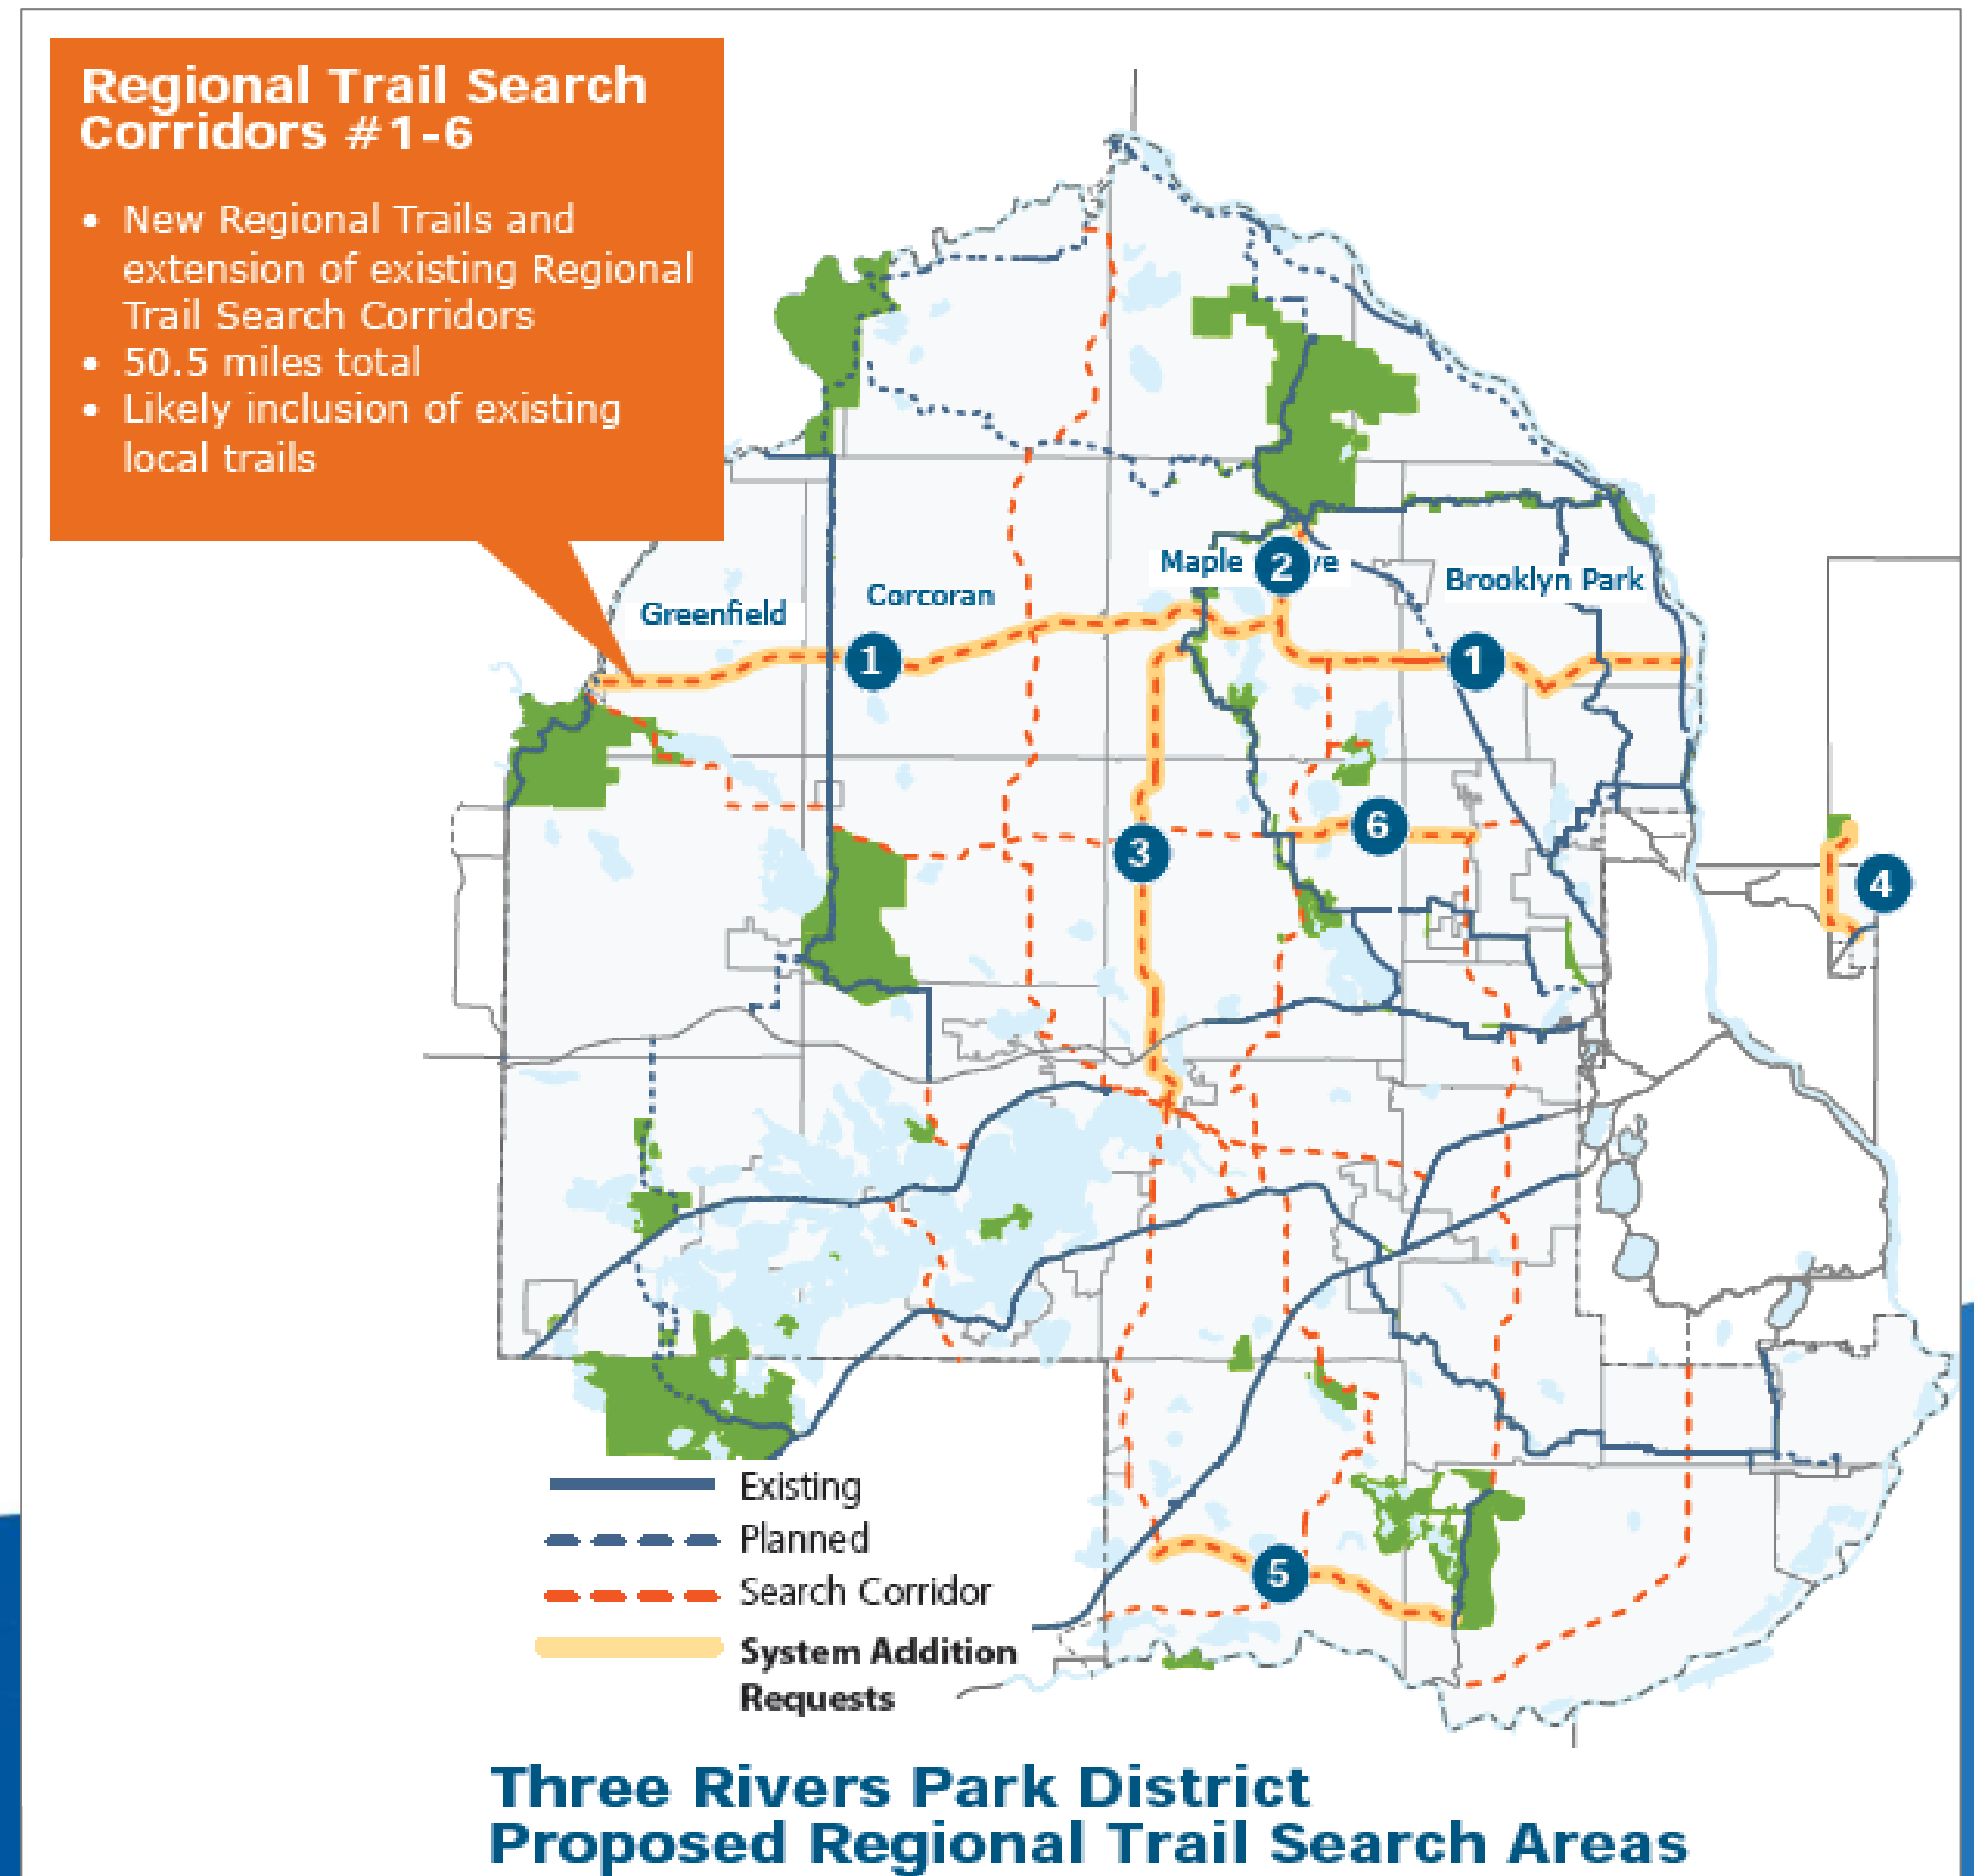 Regional Trail Search
Corridors #1-6
• New Regional Trails and
extension of existing Regional
Trail Search Corridors
• 50.5 miles total
• Likely inclusion of existing
local trails
Maple 2 ve
Brooklyn Park
Corcoran
Greenfield
1
1
6
3
4
5
Existing
Planned
Search Corridor
System Addition
Requests
Three Rivers Park District
Proposed Regional Trail Search Areas